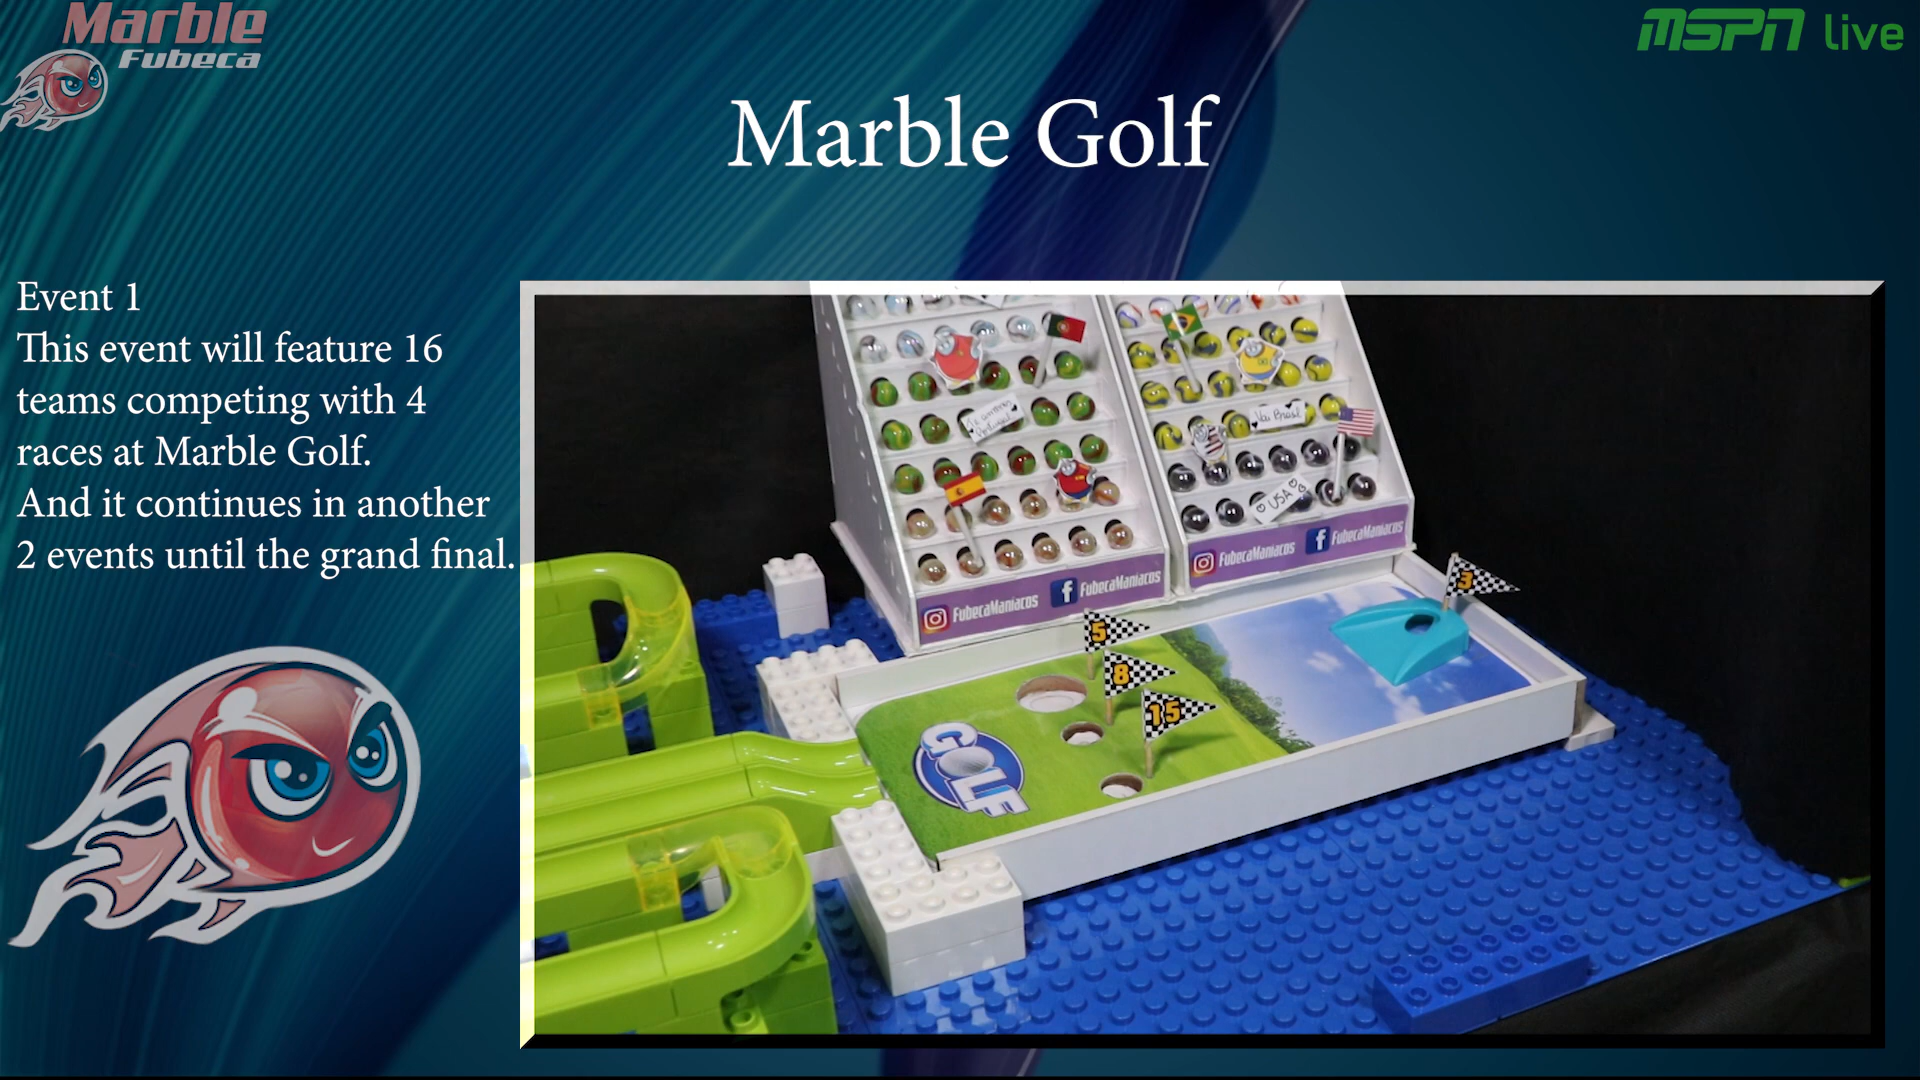 Marble
Fubeca
MSPN live
Marble Golf
Event 1
This event will feature 16
teams competing with 4
races at Marble Golf.
And it continues in another
2 events until the grand final.
Vai Brasil
USA
FubecaManiacos
FubecaManiacos
FubecaManiacos
FubecaManiacos
3
5
8
15
GOLF